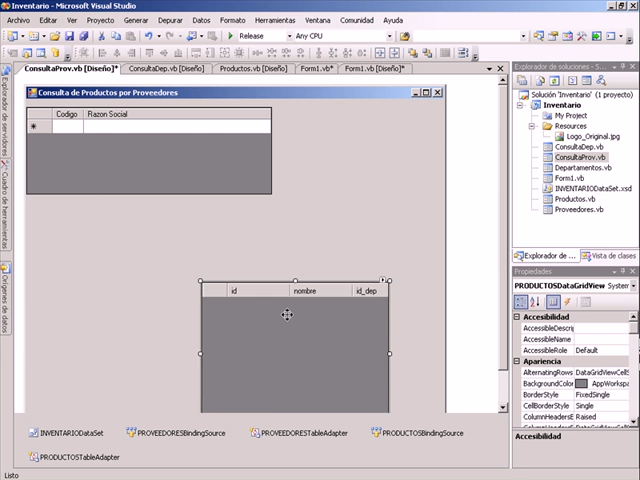 Inventario - Microsoft Visual Studio
Archivo Editar Ver Proyecto Generar Depurar Datos Formato Herramientas Ventana Comunidad Ayuda
Release Any CPU
ConsultaProv.vb [Diseño]* ConsultaDep.vb [Diseño] Productos.vb [Diseño] Form1.vb* Form1.vb [Diseño]*
Explorador de servidores
Cuadro de herramientas
Orígenes de datos
Consulta de Productos por Proveedores
Codigo Razon Social
id nombre id_dep
INVENTARIODataSet PROVEEDORESBindingSource PROVEEDORESTableAdapter PRODUCTOSBindingSource
PRODUCTOSTableAdapter
Explorador de soluciones - S...
Solución 'Inventario' (1 proyecto)
Inventario
My Project
Resources
Logo_Original.jpg
ConsultaDep.vb
ConsultaProv.vb
Departamentos.vb
Form1.vb
INVENTARIODataSet.xsd
Productos.vb
Proveedores.vb
Explorador de ... Vista de clases
Propiedades
PRODUCTOSDataGridView System
Accesibilidad
AccessibleDescrip
AccessibleName
AccessibleRole Default
Apariencia
AlternatingRows DataGridViewCellS
BackgroundColor AppWorkspa
BorderStyle FixedSingle
CellBorderStyle Single
ColumnHeadersB Raised
Accesibilidad
Listo